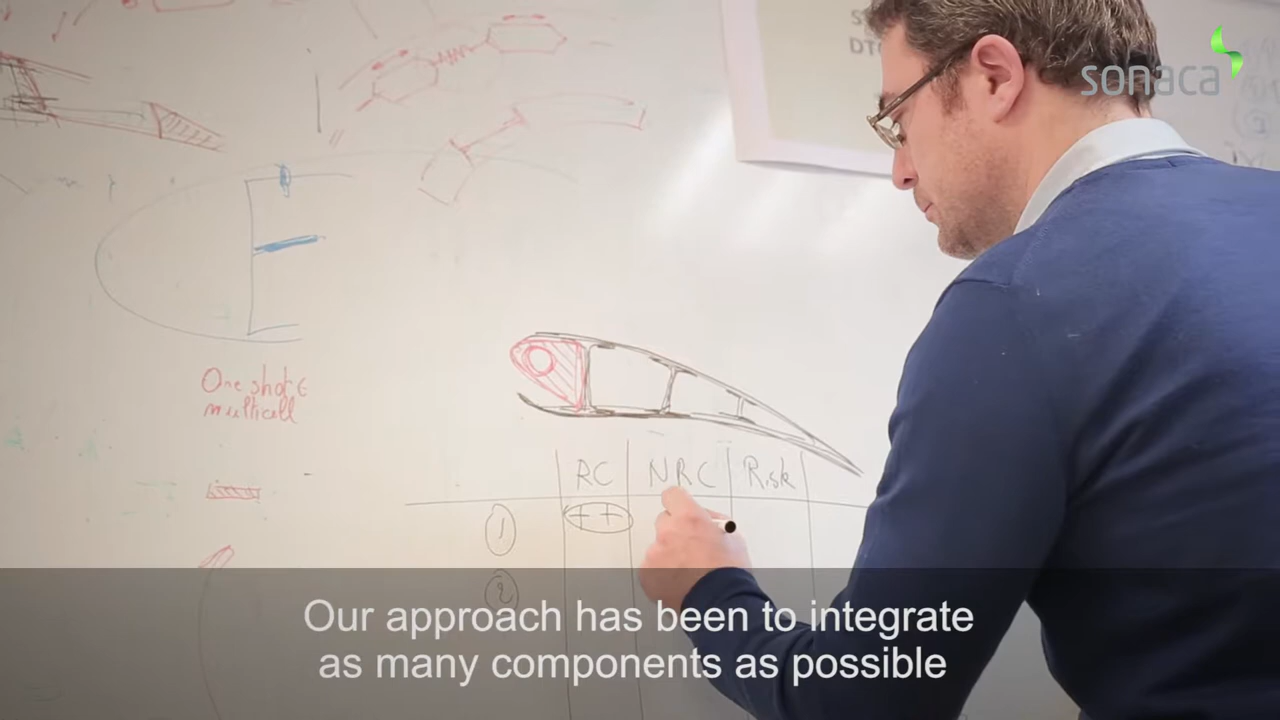 sonaca
One shot
multicell
RC NRC Risk
1 ++
2
Our approach has been to integrate
as many components as possible